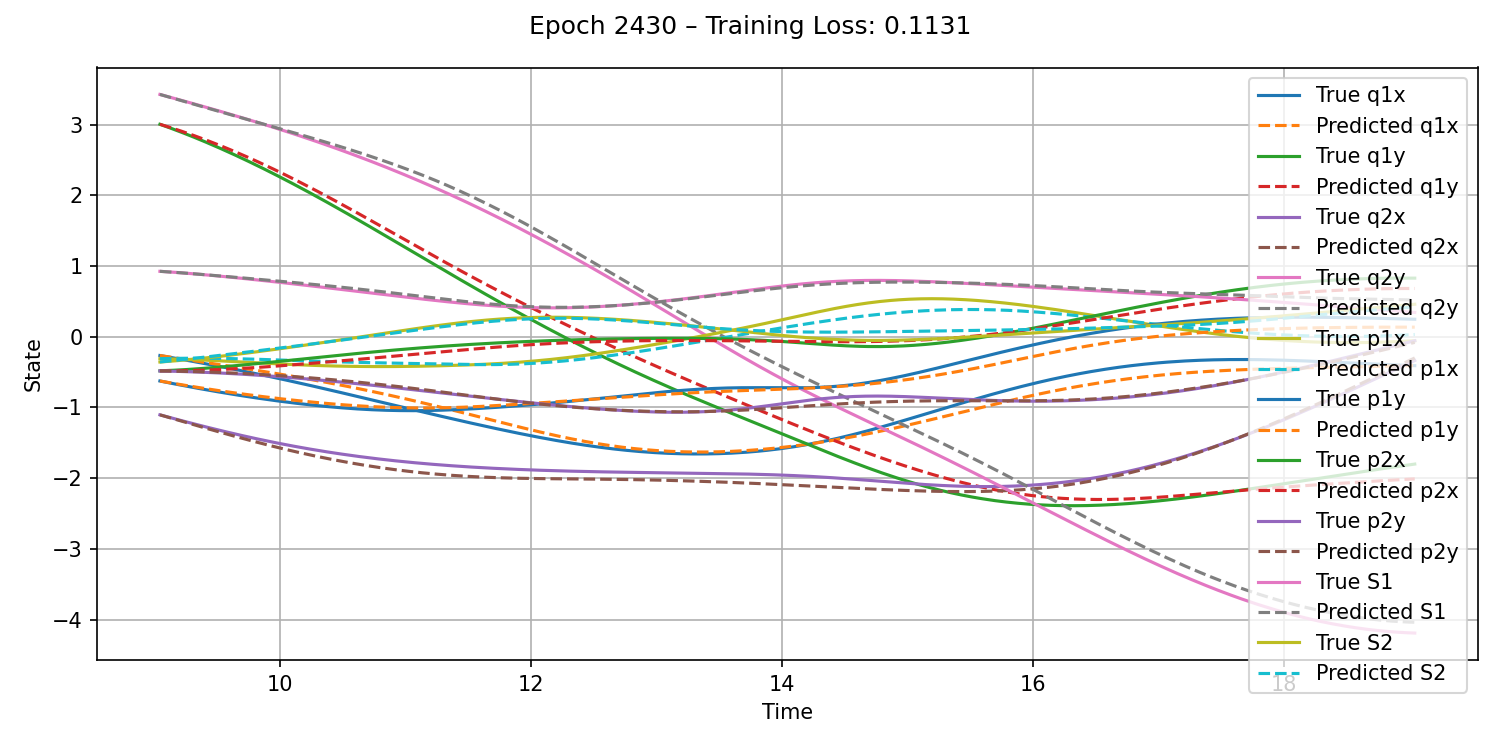 Epoch 2430 – Training Loss: 0.1131
State
3
2
1
0
−1
−2
−3
−4
10
12
14
16
18
Time
True q1x
Predicted q1x
True q1y
Predicted q1y
True q2x
Predicted q2x
True q2y
Predicted q2y
True p1x
Predicted p1x
True p1y
Predicted p1y
True p2x
Predicted p2x
True p2y
Predicted p2y
True S1
Predicted S1
True S2
Predicted S2